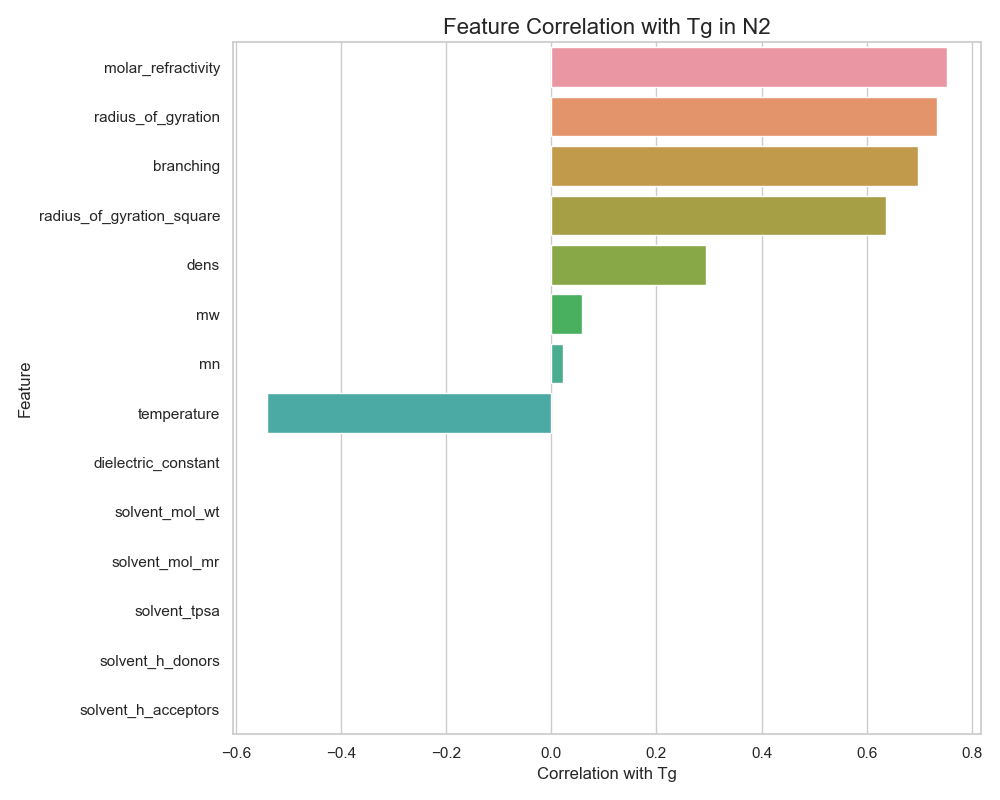 Feature Correlation with Tg in N2
molar_refractivity
radius_of_gyration
branching
radius_of_gyration_square
dens
mw
mn
temperature
dielectric_constant
solvent_mol_wt
solvent_mol_mr
solvent_tpsa
solvent_h_donors
solvent_h_acceptors
Feature
−0.6 −0.4 −0.2 0.0 0.2 0.4 0.6 0.8
Correlation with Tg